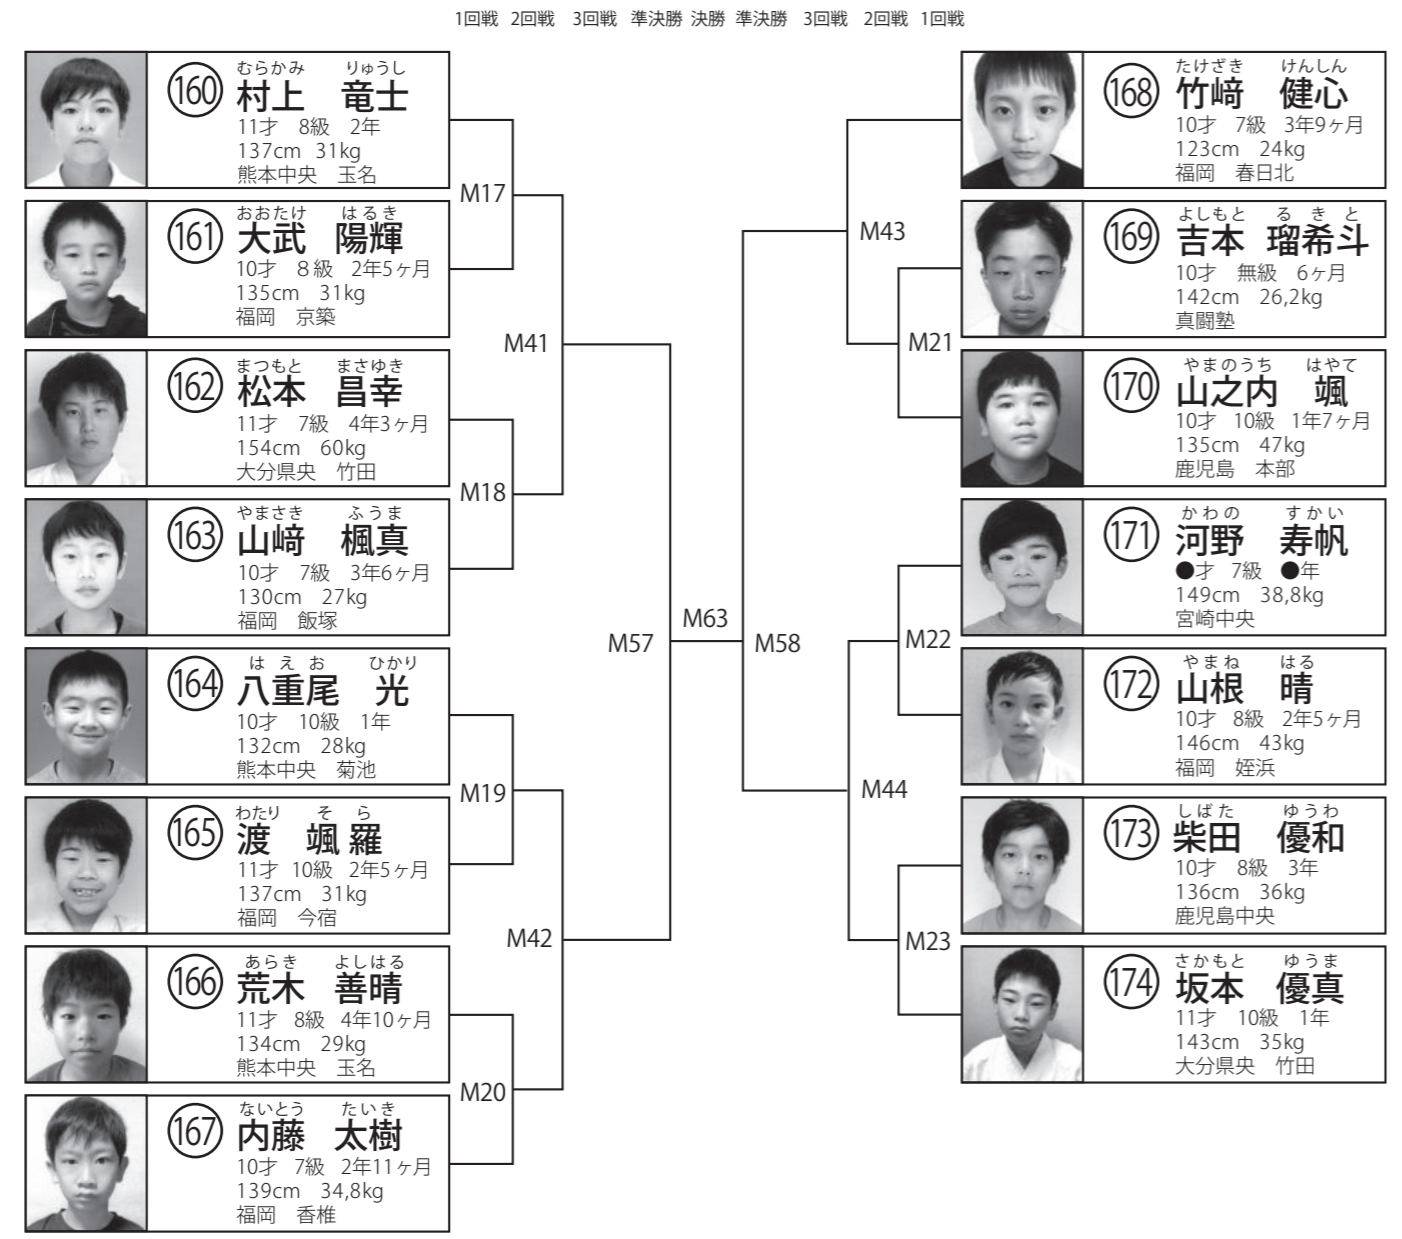 1回戦 2回戦 3回戦 準決勝 決勝 準決勝 3回戦 2回戦 1回戦
160
むらかみ りゅうし
村上 竜士
11才 8級 2年
137cm 31kg
熊本中央 玉名
161
おおたけ はるき
大武 陽輝
10才 8級 2年5ヶ月
135cm 31kg
福岡 京築
162
まつもと まさゆき
松本 昌幸
11才 7級 4年3ヶ月
154cm 60kg
大分県央 竹田
163
やまさき ふうま
山﨑 楓真
10才 7級 3年6ヶ月
130cm 27kg
福岡 飯塚
164
はえお ひかり
八重尾 光
10才 10級 1年
132cm 28kg
熊本中央 菊池
165
わたり そら
渡 颯羅
11才 10級 2年5ヶ月
137cm 31kg
福岡 今宿
166
あらき よしはる
荒木 善晴
11才 8級 4年10ヶ月
134cm 29kg
熊本中央 玉名
167
ないとう たいき
内藤 太樹
10才 7級 2年11ヶ月
139cm 34,8kg
福岡 香椎
M17
M41
M18
M57
M19
M42
M20
M63
M58
M43
M21
M22
M44
M23
168
たけざき けんしん
竹﨑 健心
10才 7級 3年9ヶ月
123cm 24kg
福岡 春日北
169
よしもと るきと
吉本 瑠希斗
10才 無級 6ヶ月
142cm 26,2kg
真闘塾
170
やまのうち はやて
山之内 颯
10才 10級 1年7ヶ月
135cm 47kg
鹿児島 本部
171
かわの すかい
河野 寿帆
●才 7級 ●年
149cm 38,8kg
宮崎中央
172
やまね はる
山根 晴
10才 8級 2年5ヶ月
146cm 43kg
福岡 姪浜
173
しばた ゆうわ
柴田 優和
10才 8級 3年
136cm 36kg
鹿児島中央
174
さかもと ゆうま
坂本 優真
11才 10級 1年
143cm 35kg
大分県央 竹田